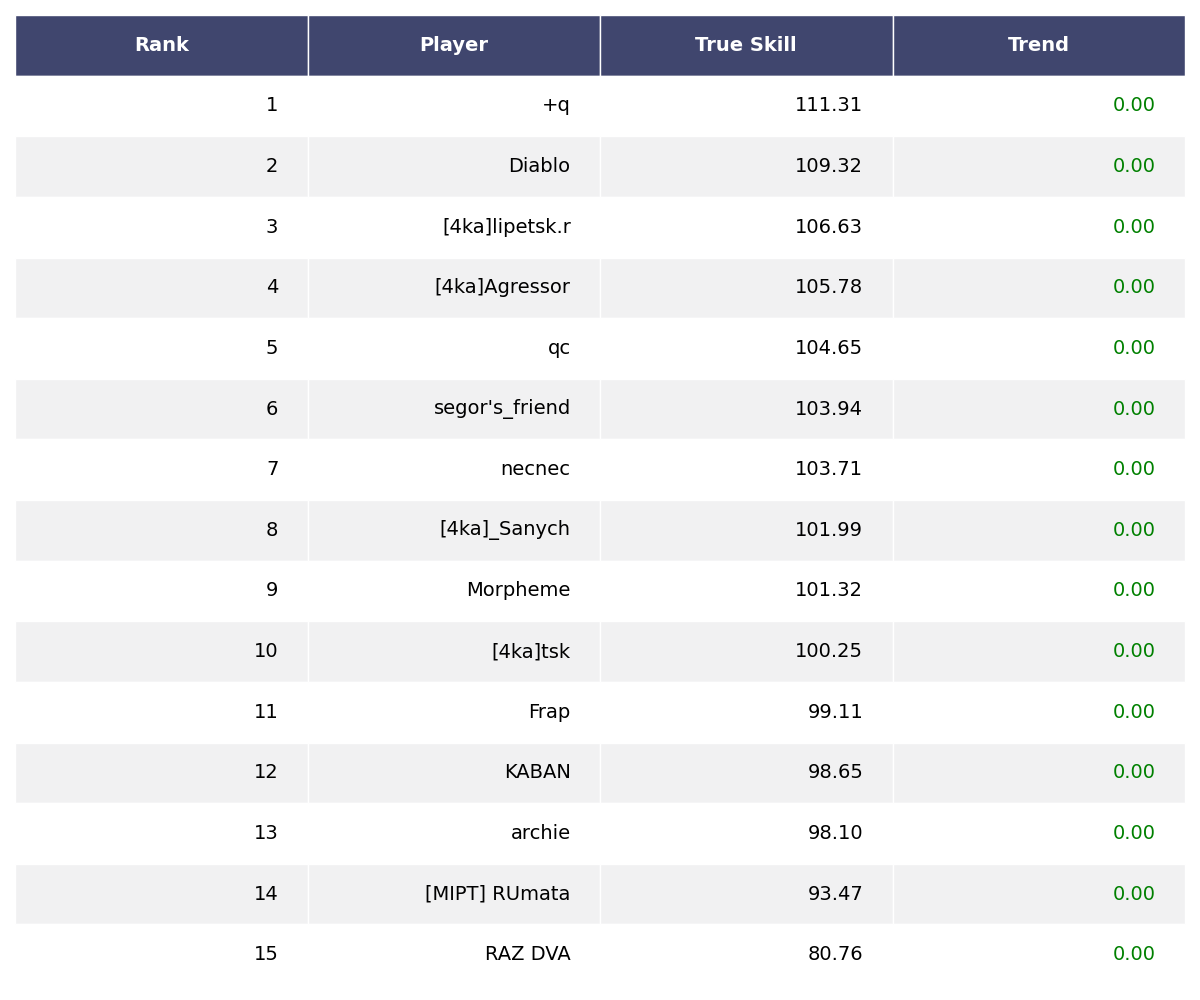 Rank Player True Skill Trend
1 +q 111.31 0.00
2 Diablo 109.32 0.00
3 [4ka]lipetsk.r 106.63 0.00
4 [4ka]Agressor 105.78 0.00
5 qc 104.65 0.00
6 segor's_friend 103.94 0.00
7 necnec 103.71 0.00
8 [4ka]_Sanych 101.99 0.00
9 Morpheme 101.32 0.00
10 [4ka]tsk 100.25 0.00
11 Frap 99.11 0.00
12 KABAN 98.65 0.00
13 archie 98.10 0.00
14 [MIPT] RUmata 93.47 0.00
15 RAZ DVA 80.76 0.00